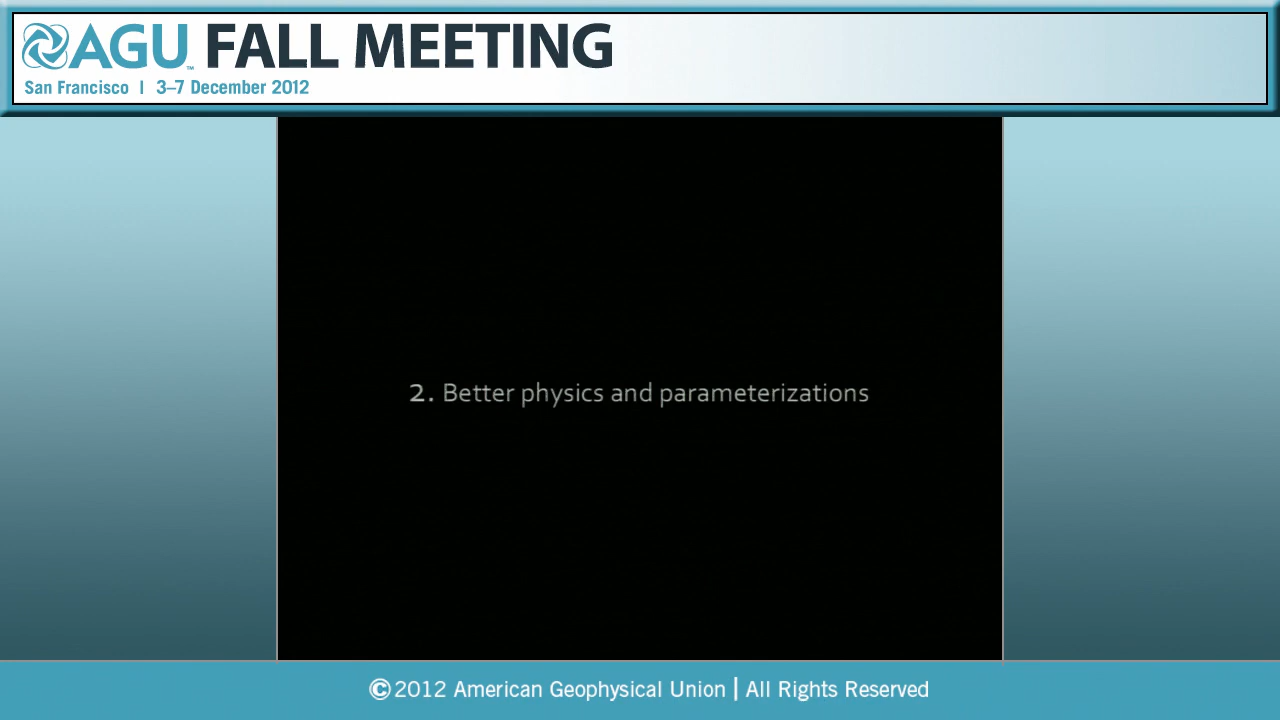 AGU™ FALL MEETING
San Francisco | 3–7 December 2012
2. Better physics and parameterizations
©2012 American Geophysical Union | All Rights Reserved